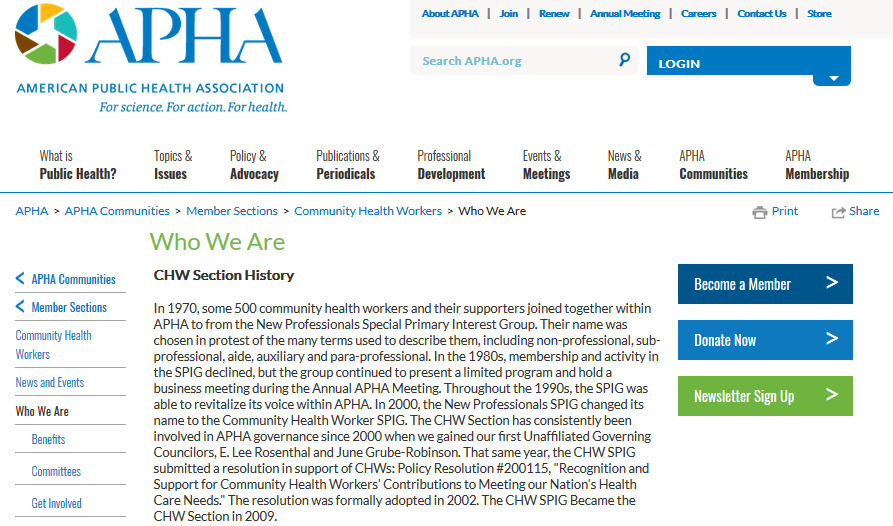 About APHA | Join | Renew | Annual Meeting | Careers | Contact Us | Store
APHA
AMERICAN PUBLIC HEALTH ASSOCIATION
For science. For action. For health.
Search APHA.org
LOGIN
What is
Public Health?
Topics &
Issues
Policy &
Advocacy
Publications &
Periodicals
Professional
Development
Events &
Meetings
News &
Media
APHA
Communities
APHA
Membership
APHA > APHA Communities > Member Sections > Community Health Workers > Who We Are
Print
Share
Who We Are
< APHA Communities
< Member Sections
Community Health
Workers
News and Events
Who We Are
Benefits
Committees
Get Involved
CHW Section History
In 1970, some 500 community health workers and their supporters joined together within
APHA to from the New Professionals Special Primary Interest Group. Their name was
chosen in protest of the many terms used to describe them, including non-professional, sub-
professional, aide, auxiliary and para-professional. In the 1980s, membership and activity in
the SPIG declined, but the group continued to present a limited program and hold a
business meeting during the Annual APHA Meeting. Throughout the 1990s, the SPIG was
able to revitalize its voice within APHA. In 2000, the New Professionals SPIG changed its
name to the Community Health Worker SPIG. The CHW Section has consistently been
involved in APHA governance since 2000 when we gained our first Unaffiliated Governing
Councilors, E. Lee Rosenthal and June Grube-Robinson. That same year, the CHW SPIG
submitted a resolution in support of CHWs: Policy Resolution #200115, "Recognition and
Support for Community Health Workers' Contributions to Meeting our Nation's Health
Care Needs." The resolution was formally adopted in 2002. The CHW SPIG Became the
CHW Section in 2009.
Become a Member >
Donate Now >
Newsletter Sign Up >